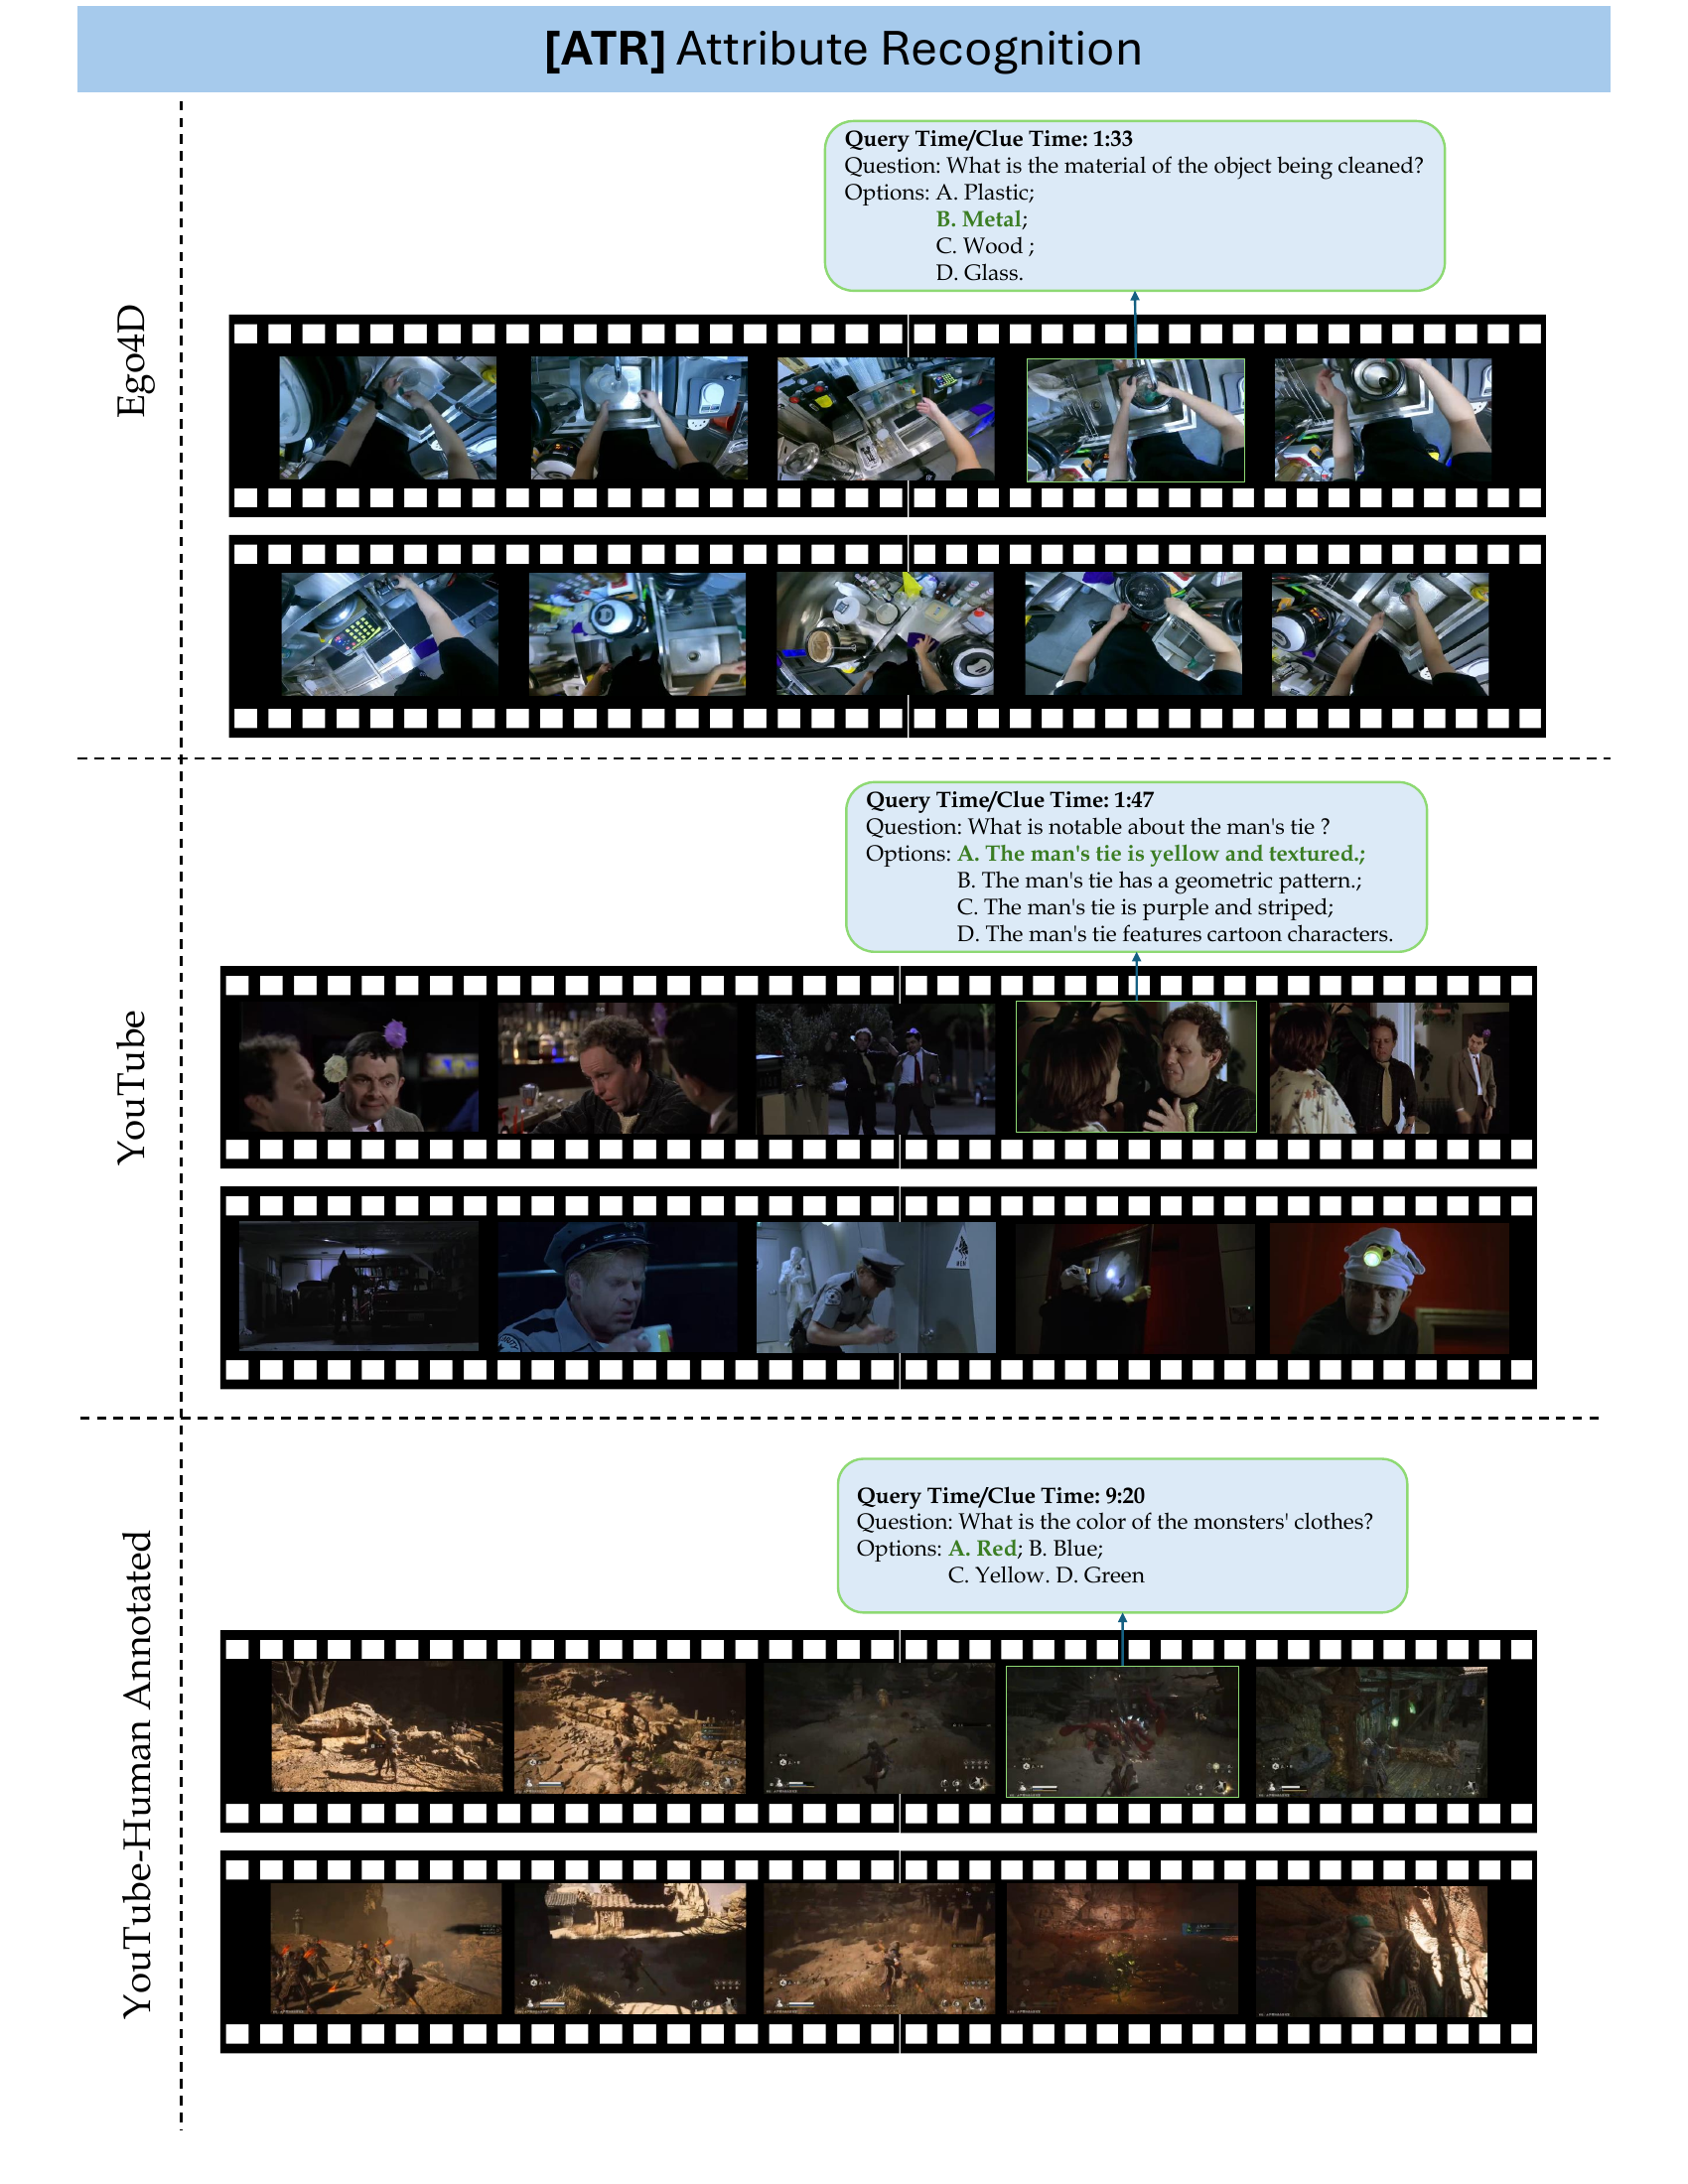 [ATR] Attribute Recognition
Ego4D
Query Time/Clue Time: 1:33
Question: What is the material of the object being cleaned?
Options: A. Plastic;
B. Metal;
C. Wood ;
D. Glass.
YouTube
Query Time/Clue Time: 1:47
Question: What is notable about the man's tie ?
Options: A. The man's tie is yellow and textured.;
B. The man's tie has a geometric pattern.;
C. The man's tie is purple and striped;
D. The man's tie features cartoon characters.
YouTube-Human Annotated
Query Time/Clue Time: 9:20
Question: What is the color of the monsters' clothes?
Options: A. Red; B. Blue;
C. Yellow. D. Green